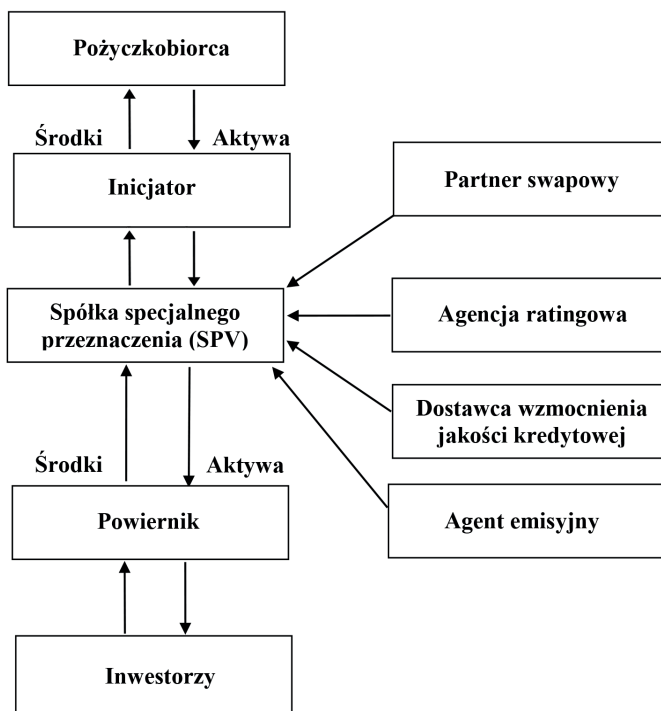 Pożyczkobiorca
Środki
Aktywa
Inicjator
Partner swapowy
Spółka specjalnego
przeznaczenia (SPV)
Agencja ratingowa
Dostawca wzmocnienia
jakości kredytowej
Środki
Aktywa
Powiernik
Agent emisyjny
Inwestorzy